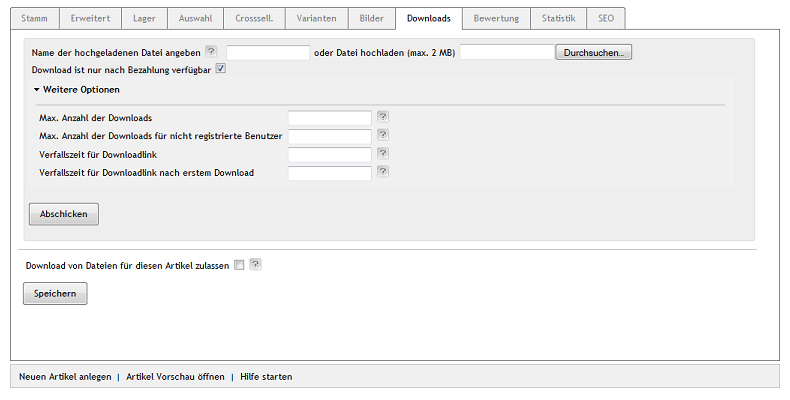 Stamm Erweitert Lager Auswahl Crosssell. Varianten Bilder Downloads Bewertung Statistik SEO
Name der hochgeladenen Datei angeben ? oder Datei hochladen (max. 2 MB) Durchsuchen...
Download ist nur nach Bezahlung verfügbar
Weitere Optionen
Max. Anzahl der Downloads ?
Max. Anzahl der Downloads für nicht registrierte Benutzer ?
Verfallszeit für Downloadlink ?
Verfallszeit für Downloadlink nach erstem Download ?
Abschicken
Download von Dateien für diesen Artikel zulassen ?
Speichern
Neuen Artikel anlegen | Artikel Vorschau öffnen | Hilfe starten